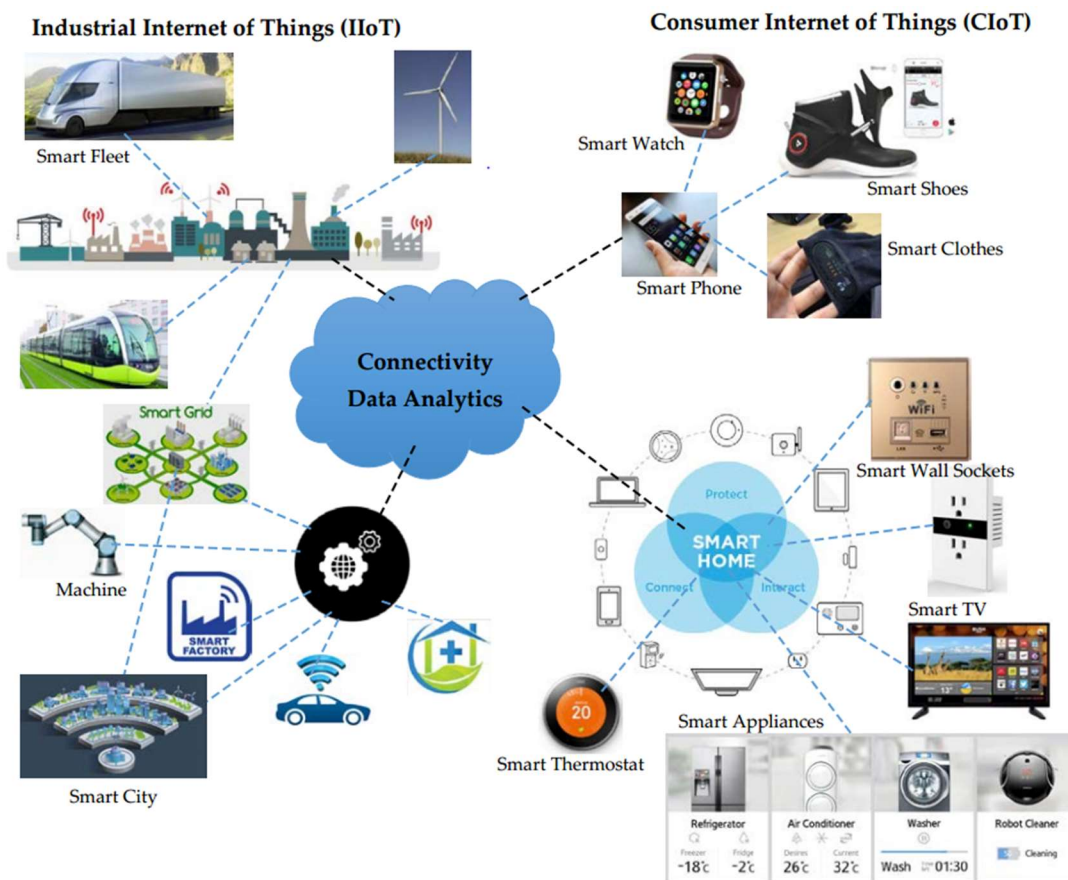 Industrial Internet of Things (IIoT)
Consumer Internet of Things (CIoT)
Smart Fleet
Smart Watch
Smart Shoes
Smart Clothes
Smart Phone
Connectivity
Data Analytics
Smart Grid
WiFi
Smart Wall Sockets
Machine
SMART
FACTORY
Protect
SMART
HOME
Connect
Interact
Smart TV
13°
20
Smart Appliances
Smart Thermostat
Smart City
Refrigerator
Freezer
Fridge
-18°c
-2°c
Air Conditioner
Desires
Current
26°c
32°c
Washer
Wash
01:30
Robot Cleaner
Cleaning